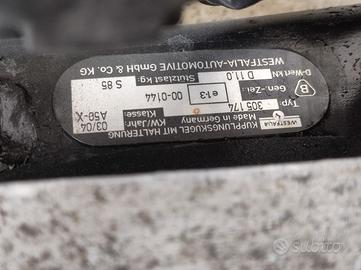 WESTFALIA-AUTOMOTIVE GmbH & Co. KG
KUPPLUNGSKUGEL MIT HALTERUNG
Made in Germany
WESTFALIA
Typ: 305 174
Gen.-Zei.:
e13
00-0144
KW/Jahr: 03/04
Klasse: A50-X
D-Wert kN D 11.0
Stützlast kg: S 85
B
subito